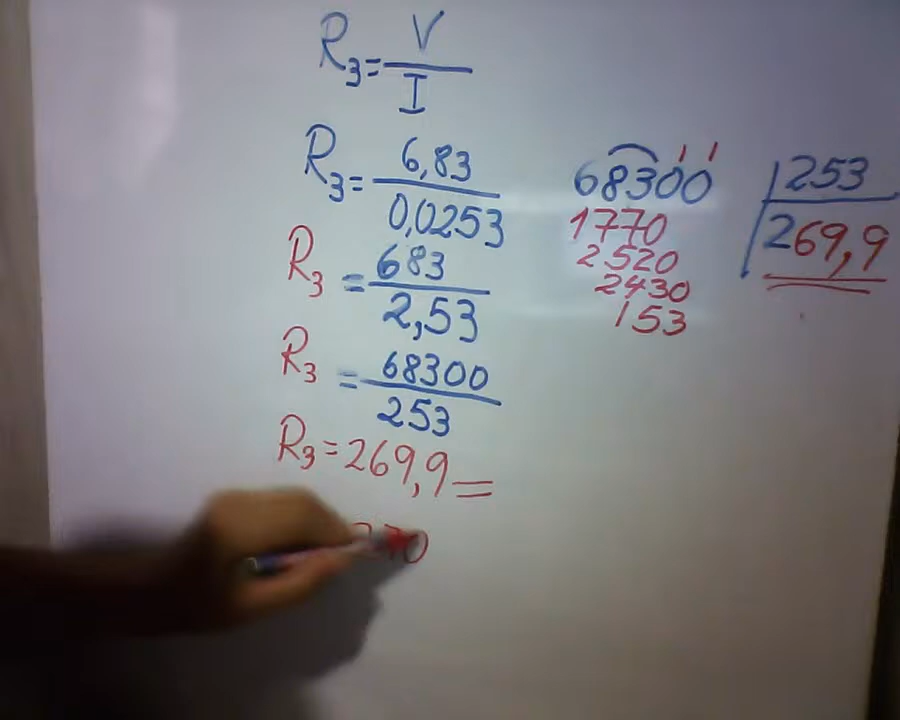 R3 = V / I
R3 = 6,83 / 0,0253
R3 = 683 / 2,53
R3 = 68300 / 253
R3 = 269,9 =
270
68300 | 253
1770 269,9
2520
2430
153